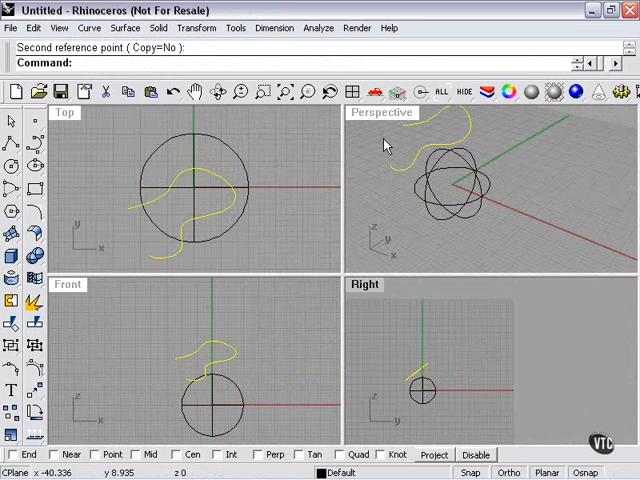 Untitled - Rhinoceros (Not For Resale)
File Edit View Curve Surface Solid Transform Tools Dimension Analyze Render Help
Second reference point ( Copy=No ):
Command:
ALL HIDE
Top
Perspective
y
x
z
y
x
Front
Right
z
x
z
y
T
VTC
End Near Point Mid Cen Int Perp Tan Quad Knot Project Disable
CPlane x -40.336 y 8.935 z 0 Default Snap Ortho Planar Osnap